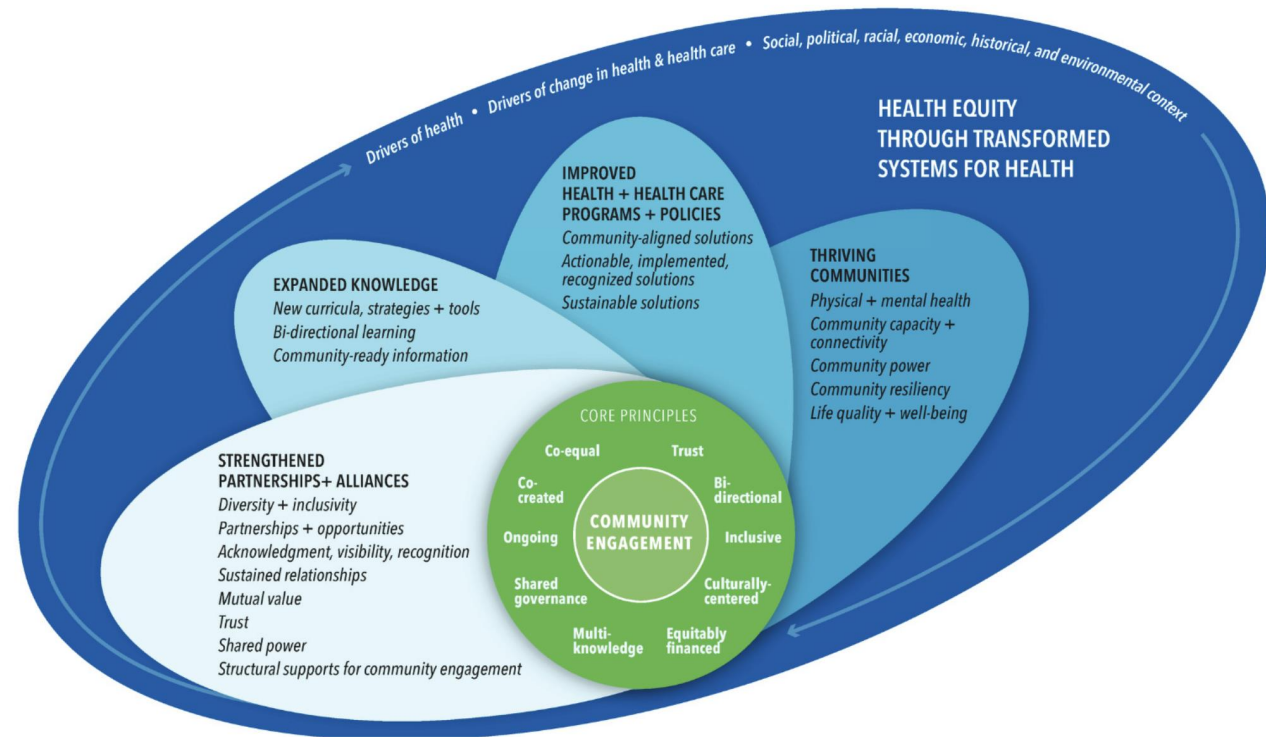 Drivers of health • Drivers of change in health & health care • Social, political, racial, economic, historical, and environmental context
HEALTH EQUITY
THROUGH TRANSFORMED
SYSTEMS FOR HEALTH
IMPROVED
HEALTH + HEALTH CARE
PROGRAMS + POLICIES
Community-aligned solutions
Actionable, implemented,
recognized solutions
Sustainable solutions
THRIVING
COMMUNITIES
Physical + mental health
Community capacity +
connectivity
Community power
Community resiliency
Life quality + well-being
EXPANDED KNOWLEDGE
New curricula, strategies + tools
Bi-directional learning
Community-ready information
STRENGTHENED
PARTNERSHIPS+ ALLIANCES
Diversity + inclusivity
Partnerships + opportunities
Acknowledgment, visibility, recognition
Sustained relationships
Mutual value
Trust
Shared power
Structural supports for community engagement
CORE PRINCIPLES
Co-equal
Trust
Co-
created
Bi-
directional
Ongoing
COMMUNITY
ENGAGEMENT
Inclusive
Shared
governance
Culturally-
centered
Multi-
knowledge
Equitably
financed